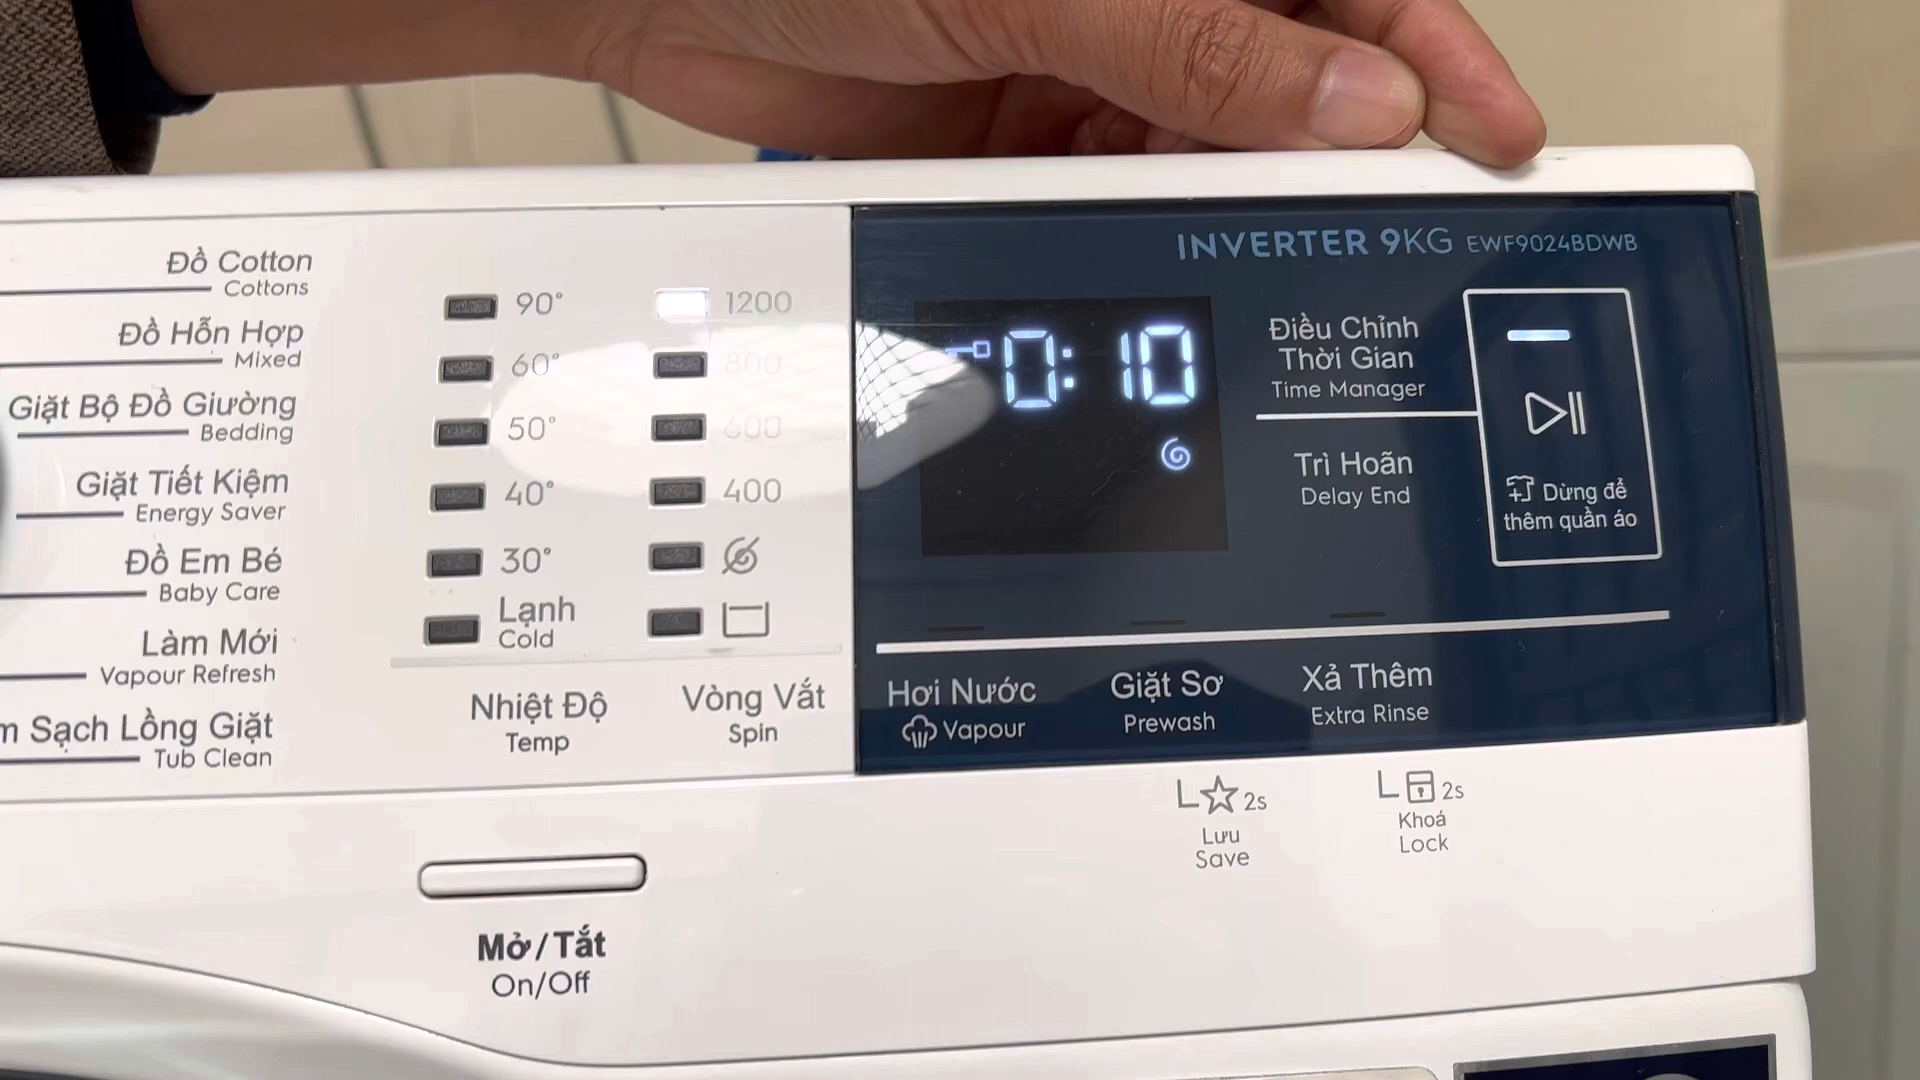 Đồ Cotton
Cottons
Đồ Hỗn Hợp
Mixed
Giặt Bộ Đồ Giường
Bedding
Giặt Tiết Kiệm
Energy Saver
Đồ Em Bé
Baby Care
Làm Mới
Vapour Refresh
m Sạch Lồng Giặt
Tub Clean
90°
60°
50°
40°
30°
Lạnh
Cold
Nhiệt Độ
Temp
1200
800
600
400
Vòng Vắt
Spin
INVERTER 9KG EWF9024BDWB
0:10
Điều Chỉnh
Thời Gian
Time Manager
Trì Hoãn
Delay End
Dừng để
thêm quần áo
Hơi Nước
Vapour
Giặt Sơ
Prewash
Xả Thêm
Extra Rinse
2s
Lưu
Save
2s
Khoá
Lock
Mở/Tắt
On/Off